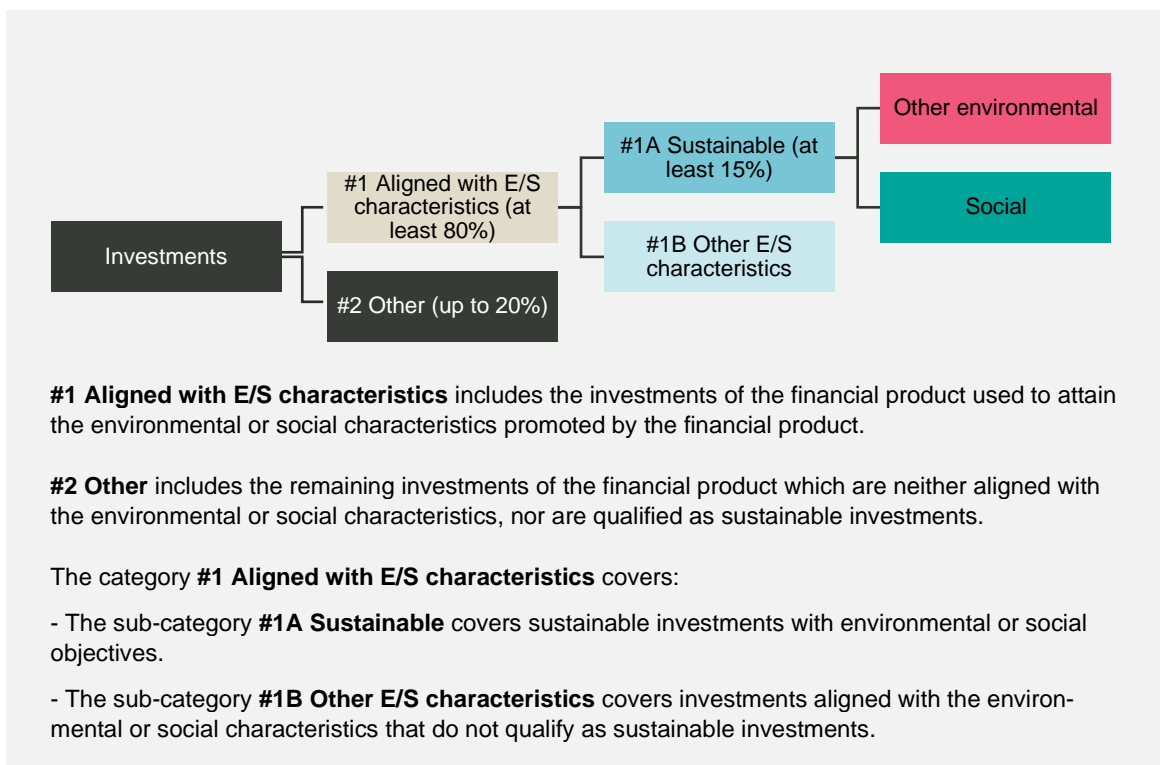 Investments
#1 Aligned with E/S
characteristics (at
least 80%)
#2 Other (up to 20%)
#1A Sustainable (at
least 15%)
#1B Other E/S
characteristics
Other environmental
Social
#1 Aligned with E/S characteristics includes the investments of the financial product used to attain
the environmental or social characteristics promoted by the financial product.
#2 Other includes the remaining investments of the financial product which are neither aligned with
the environmental or social characteristics, nor are qualified as sustainable investments.
The category #1 Aligned with E/S characteristics covers:
- The sub-category #1A Sustainable covers sustainable investments with environmental or social
objectives.
- The sub-category #1B Other E/S characteristics covers investments aligned with the environ-
mental or social characteristics that do not qualify as sustainable investments.